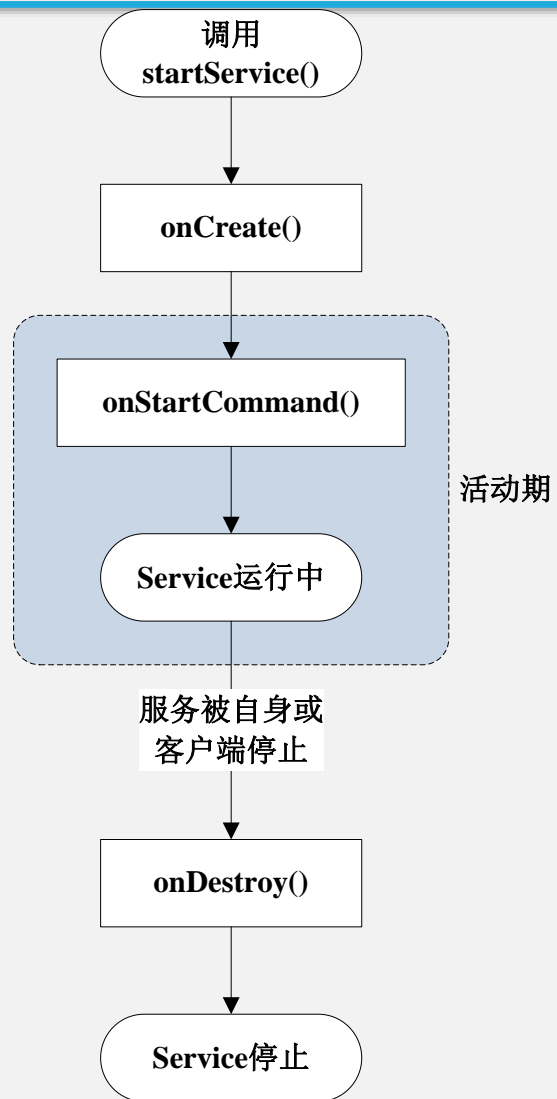 调用
startService()
onCreate()
onStartCommand()
活动期
Service运行中
服务被自身或
客户端停止
onDestroy()
Service停止